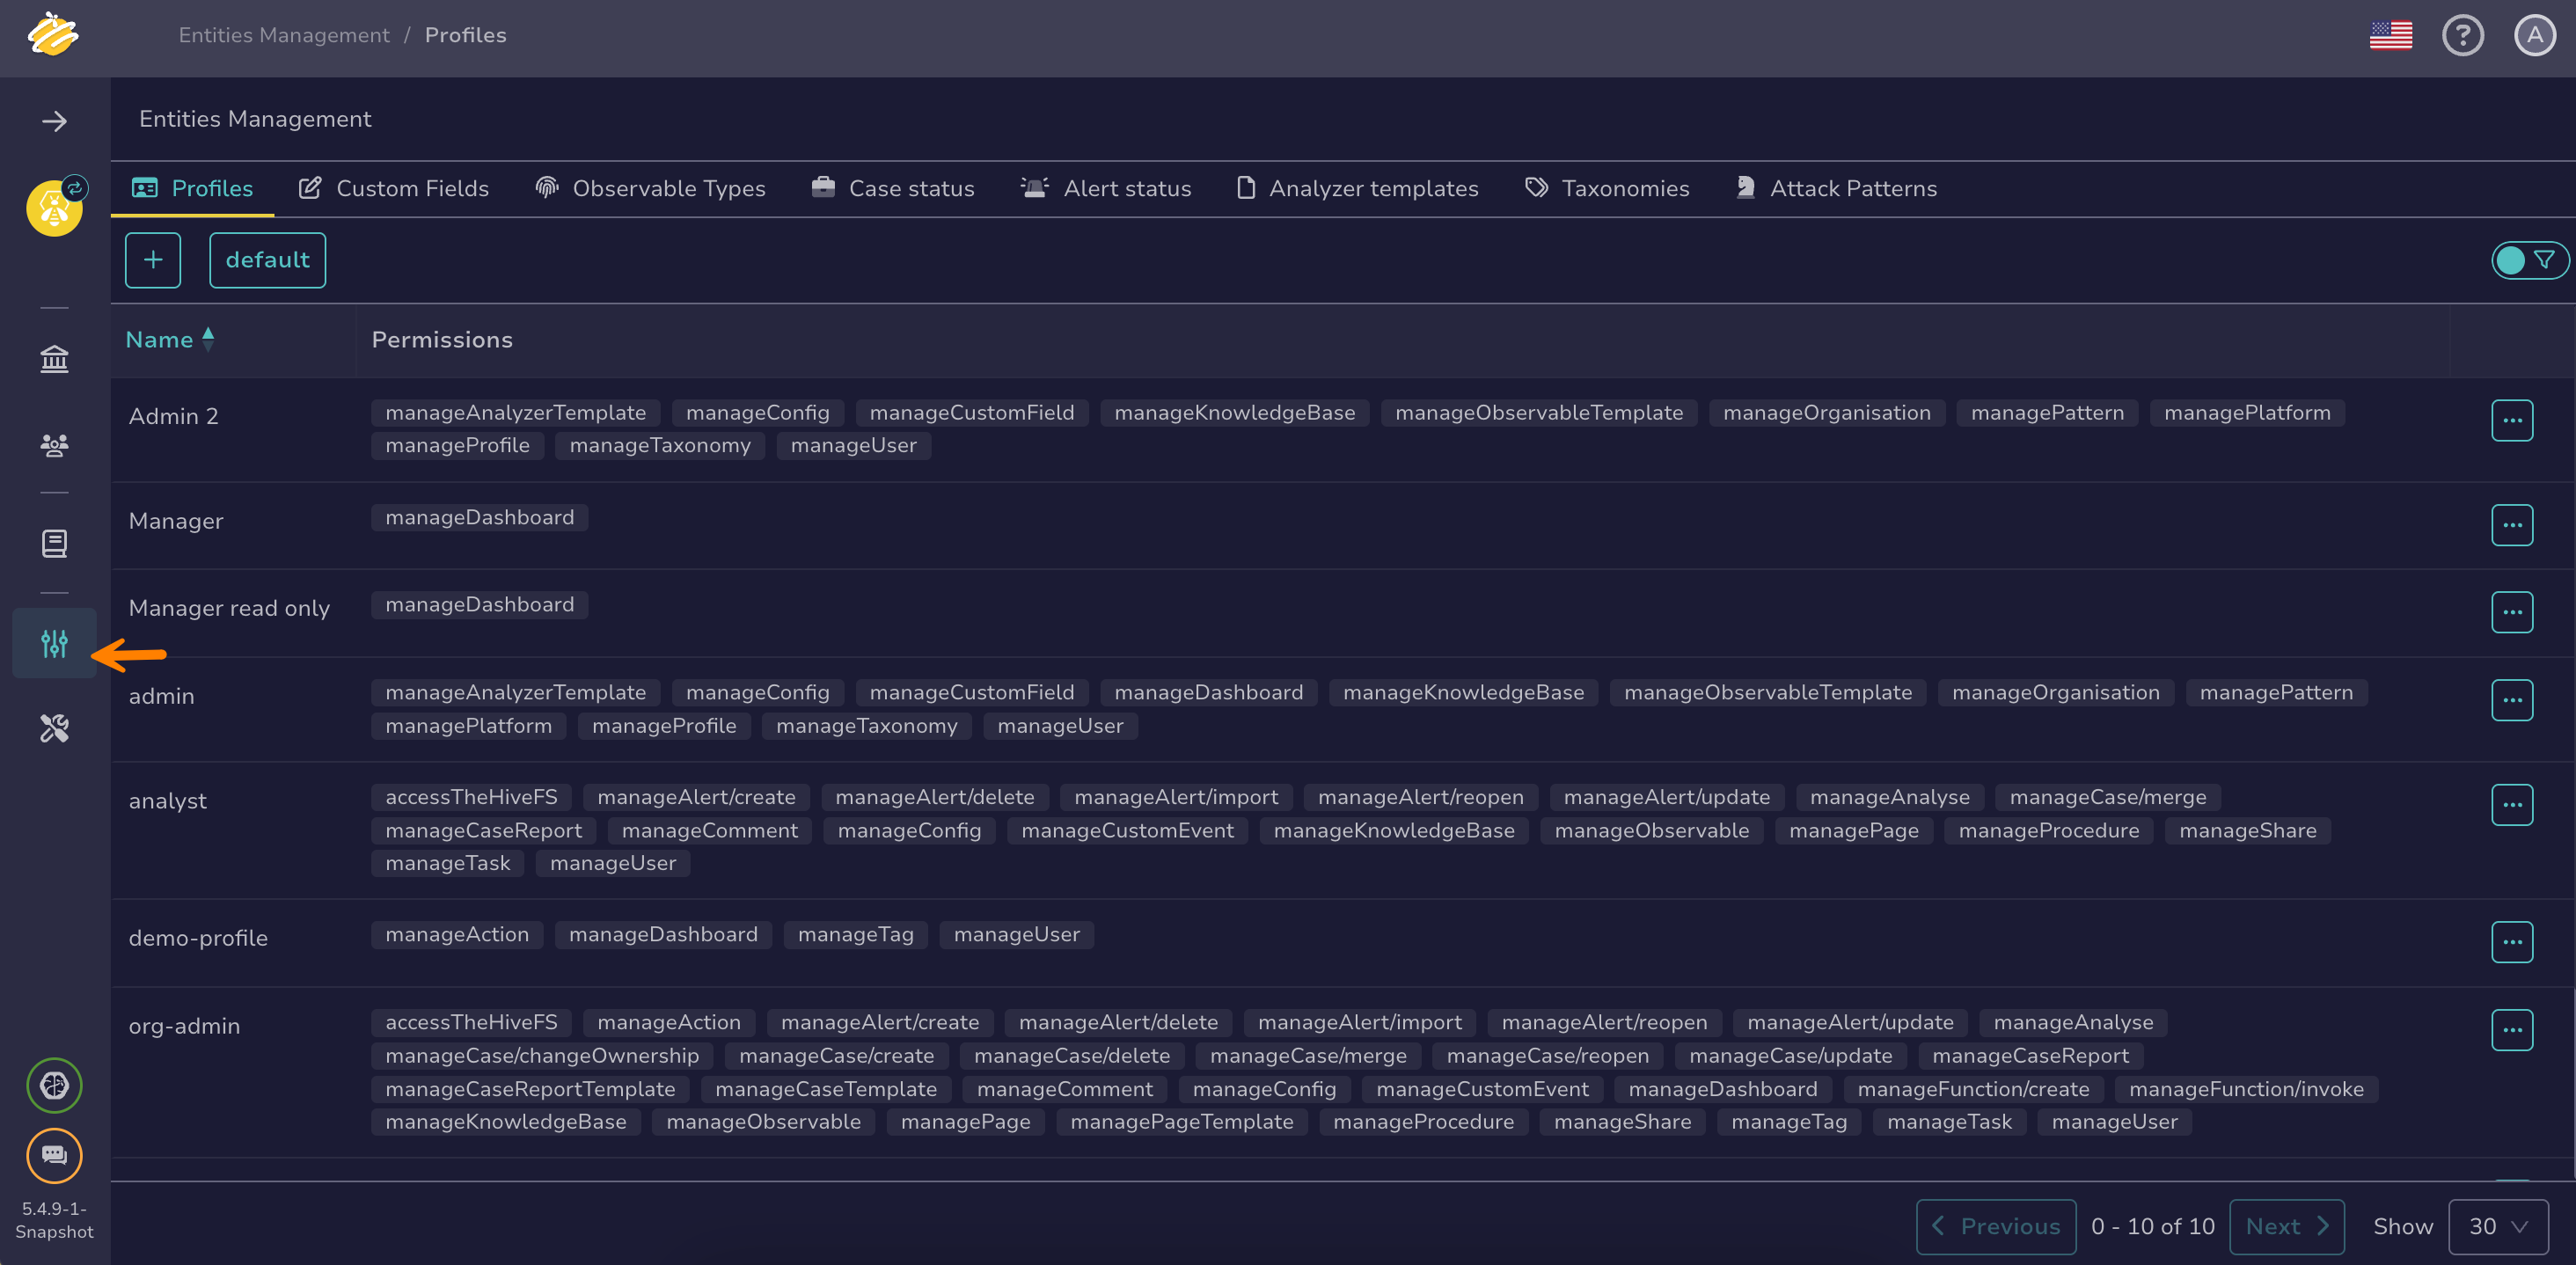 Entities Management / Profiles
A
Entities Management
Profiles Custom Fields Observable Types Case status Alert status Analyzer templates Taxonomies Attack Patterns
+ default
Name Permissions
Admin 2 manageAnalyzerTemplate manageConfig manageCustomField manageKnowledgeBase manageObservableTemplate manageOrganisation managePattern managePlatform
manageProfile manageTaxonomy manageUser
Manager manageDashboard
Manager read only manageDashboard
admin manageAnalyzerTemplate manageConfig manageCustomField manageDashboard manageKnowledgeBase manageObservableTemplate manageOrganisation managePattern
managePlatform manageProfile manageTaxonomy manageUser
analyst accessTheHiveFS manageAlert/create manageAlert/delete manageAlert/import manageAlert/reopen manageAlert/update manageAnalyse manageCase/merge
manageCaseReport manageComment manageConfig manageCustomEvent manageKnowledgeBase manageObservable managePage manageProcedure manageShare
manageTask manageUser
demo-profile manageAction manageDashboard manageTag manageUser
org-admin accessTheHiveFS manageAction manageAlert/create manageAlert/delete manageAlert/import manageAlert/reopen manageAlert/update manageAnalyse
manageCase/changeOwnership manageCase/create manageCase/delete manageCase/merge manageCase/reopen manageCase/update manageCaseReport
manageCaseReportTemplate manageCaseTemplate manageComment manageConfig manageCustomEvent manageDashboard manageFunction/create manageFunction/invoke
manageKnowledgeBase manageObservable managePage managePageTemplate manageProcedure manageShare manageTag manageTask manageUser
5.4.9-1-
Snapshot
Previous 0 - 10 of 10 Next Show 30